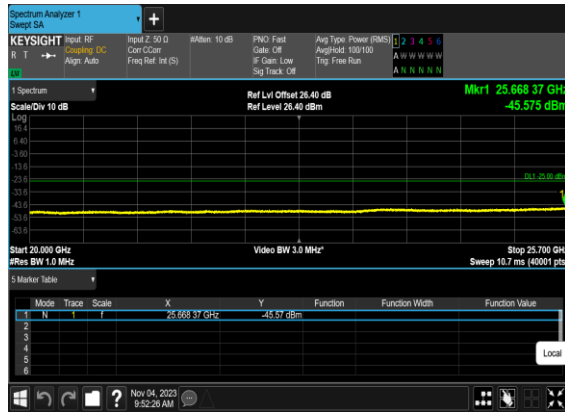 Spectrum Analyzer 1
Swept SA
KEYSIGHT
R T
LU
Input: RF
Coupling: DC
Align: Auto
Input Z: 50 Ω
Corr CCorr
Freq Ref: Int (S)
#Atten: 10 dB
PNO: Fast
Gate: Off
IF Gain: Low
Sig Track: Off
Avg Type: Power (RMS)
Avg|Hold: 100/100
Trig: Free Run
1 2 3 4 5 6
A W W W W W
A N N N N N
1 Spectrum
Scale/Div 10 dB
Ref Lvl Offset 26.40 dB
Ref Level 26.40 dBm
Mkr1 25.668 37 GHz
-45.575 dBm
Log
16.4
6.40
-3.60
-13.6
-23.6
DL1 -25.00 dBm
-33.6
-43.6
-53.6
-63.6
1
Start 20.000 GHz
#Res BW 1.0 MHz
Video BW 3.0 MHz*
Stop 25.700 GHz
Sweep 10.7 ms (40001 pts)
5 Marker Table
Mode Trace Scale X Y Function Function Width Function Value
1 N 1 f 25.668 37 GHz -45.57 dBm
2
3
4
5
6
Local
?
Nov 04, 2023
9:52:26 AM